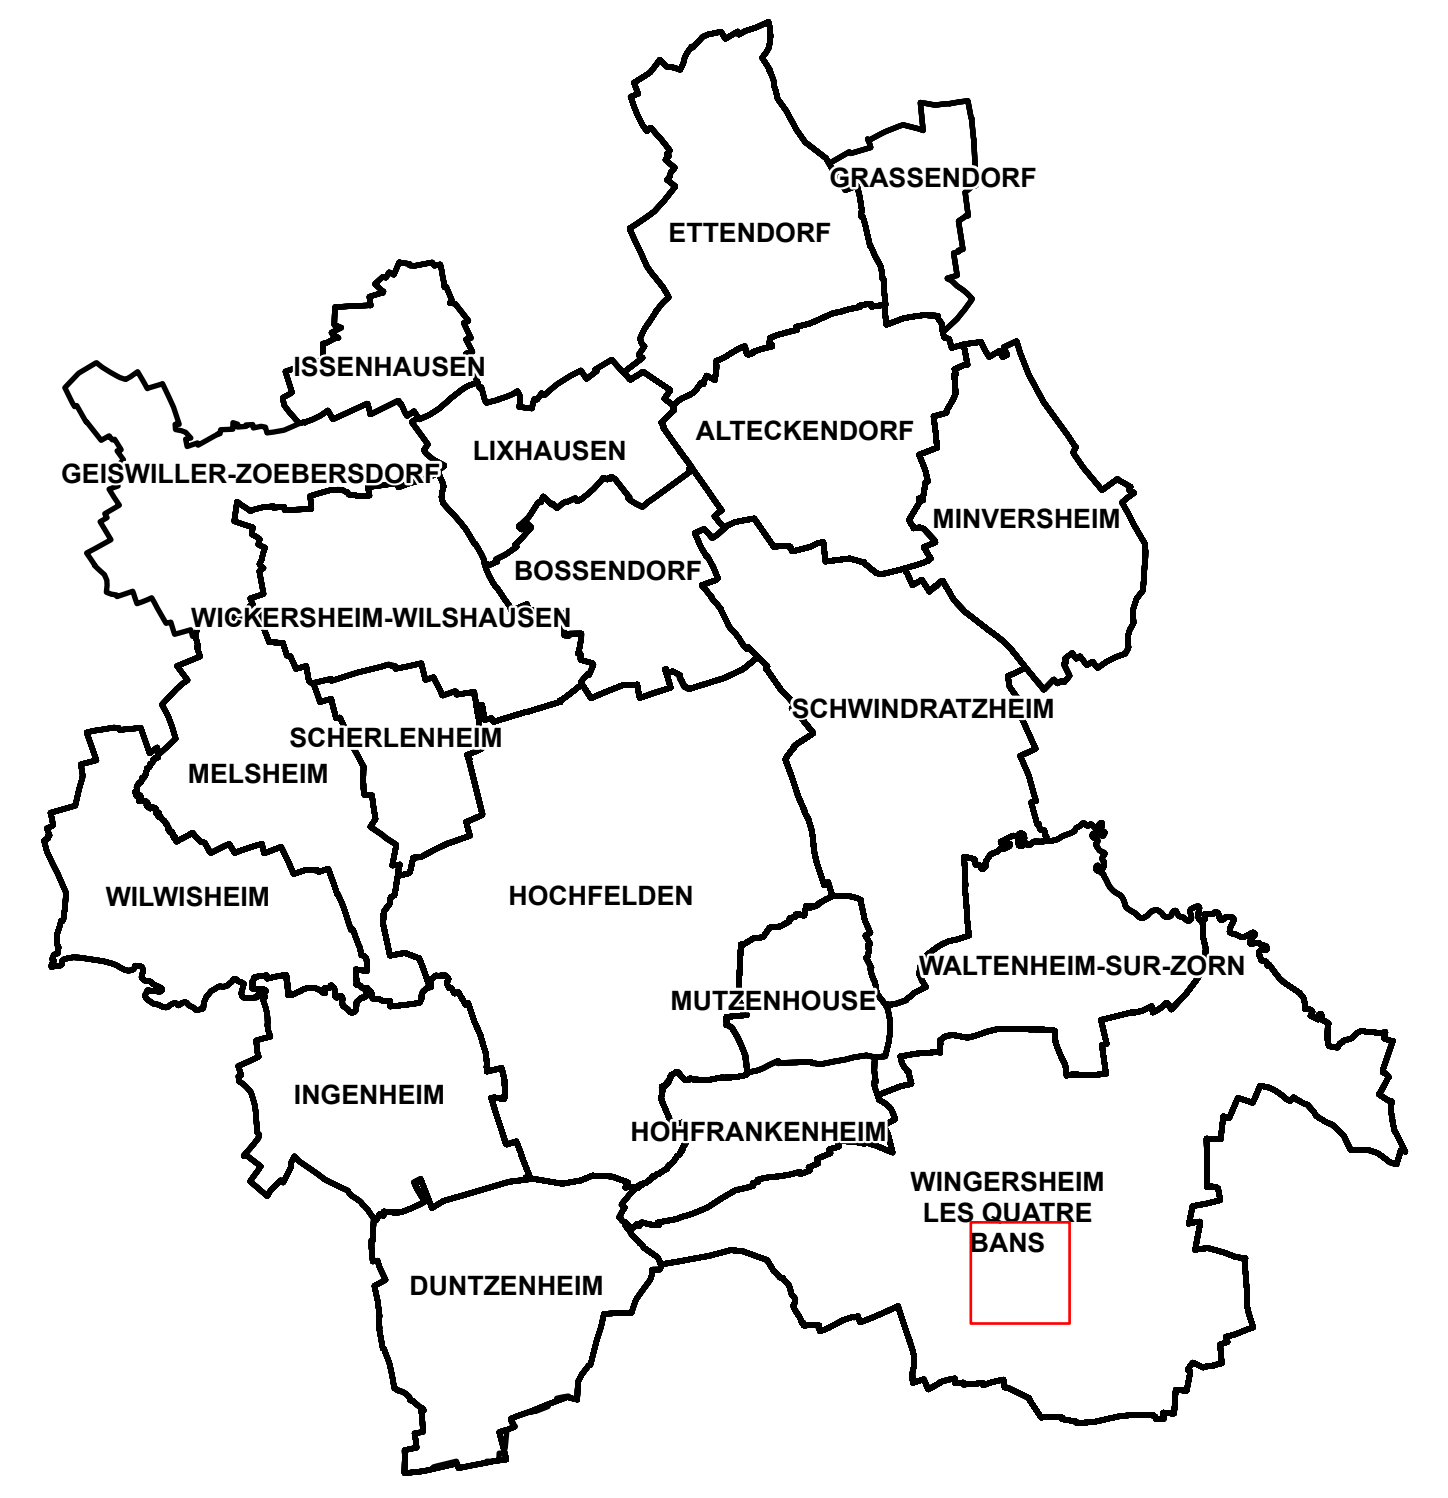 GRASSENDORF
ETTENDORF
ISSENHAUSEN
ALTECKENDORF
LIXHAUSEN
GEISWILLER-ZOEBERSDORF
MINVERSHEIM
BOSSENDORF
WICKERSHEIM-WILSHAUSEN
SCHWINDRATZHEIM
SCHERLENHEIM
MELSHEIM
WILWISHEIM
HOCHFELDEN
WALTENHEIM-SUR-ZORN
MUTZENHOUSE
INGENHEIM
HOHFRANKENHEIM
WINGERSHEIM
LES QUATRE
BANS
DUNTZENHEIM